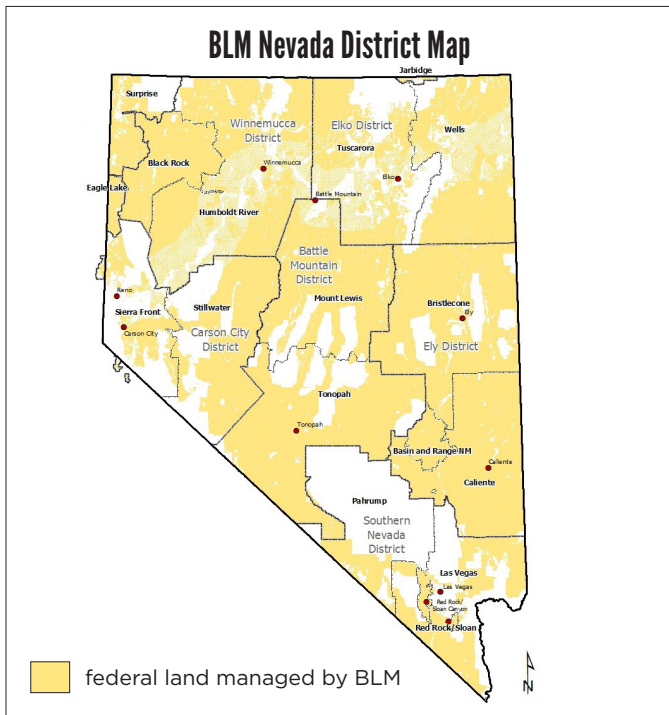 BLM Nevada District Map
Jarbidge
Surprise
Winnemucca
District
Elko District
Wells
Tuscarora
Black Rock
Winnemucca
Elko
Eagle Lake
Battle Mountain
Humboldt River
Battle
Mountain
District
Reno
Mount Lewis
Bristlecone
Stillwater
Sierra Front
Ely
Carson City
Carson City
District
Ely District
Tonopah
Tonopah
Basin and Range NM
Caliente
Caliente
Pahrump
Southern
Nevada
District
Las Vegas
Las Vegas
Red Rock/
Sloan Canyon
Red Rock/Sloan
federal land managed by BLM
N